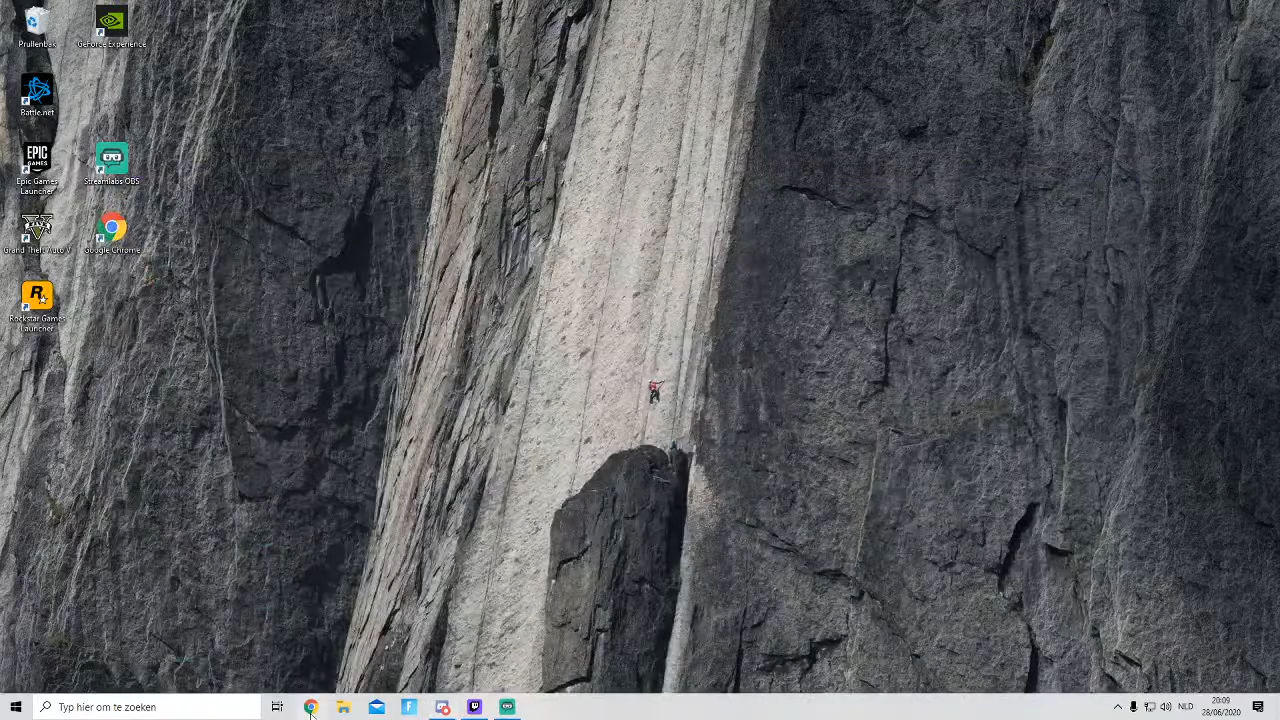 Prullenbak
GeForce Experience
Battle.net
EPIC
GAMES
Epic Games
Launcher
Streamlabs OBS
Grand Theft Auto V
Google Chrome
R
Rockstar Games
Launcher
Typ hier om te zoeken
NLD
20:09
28/06/2020